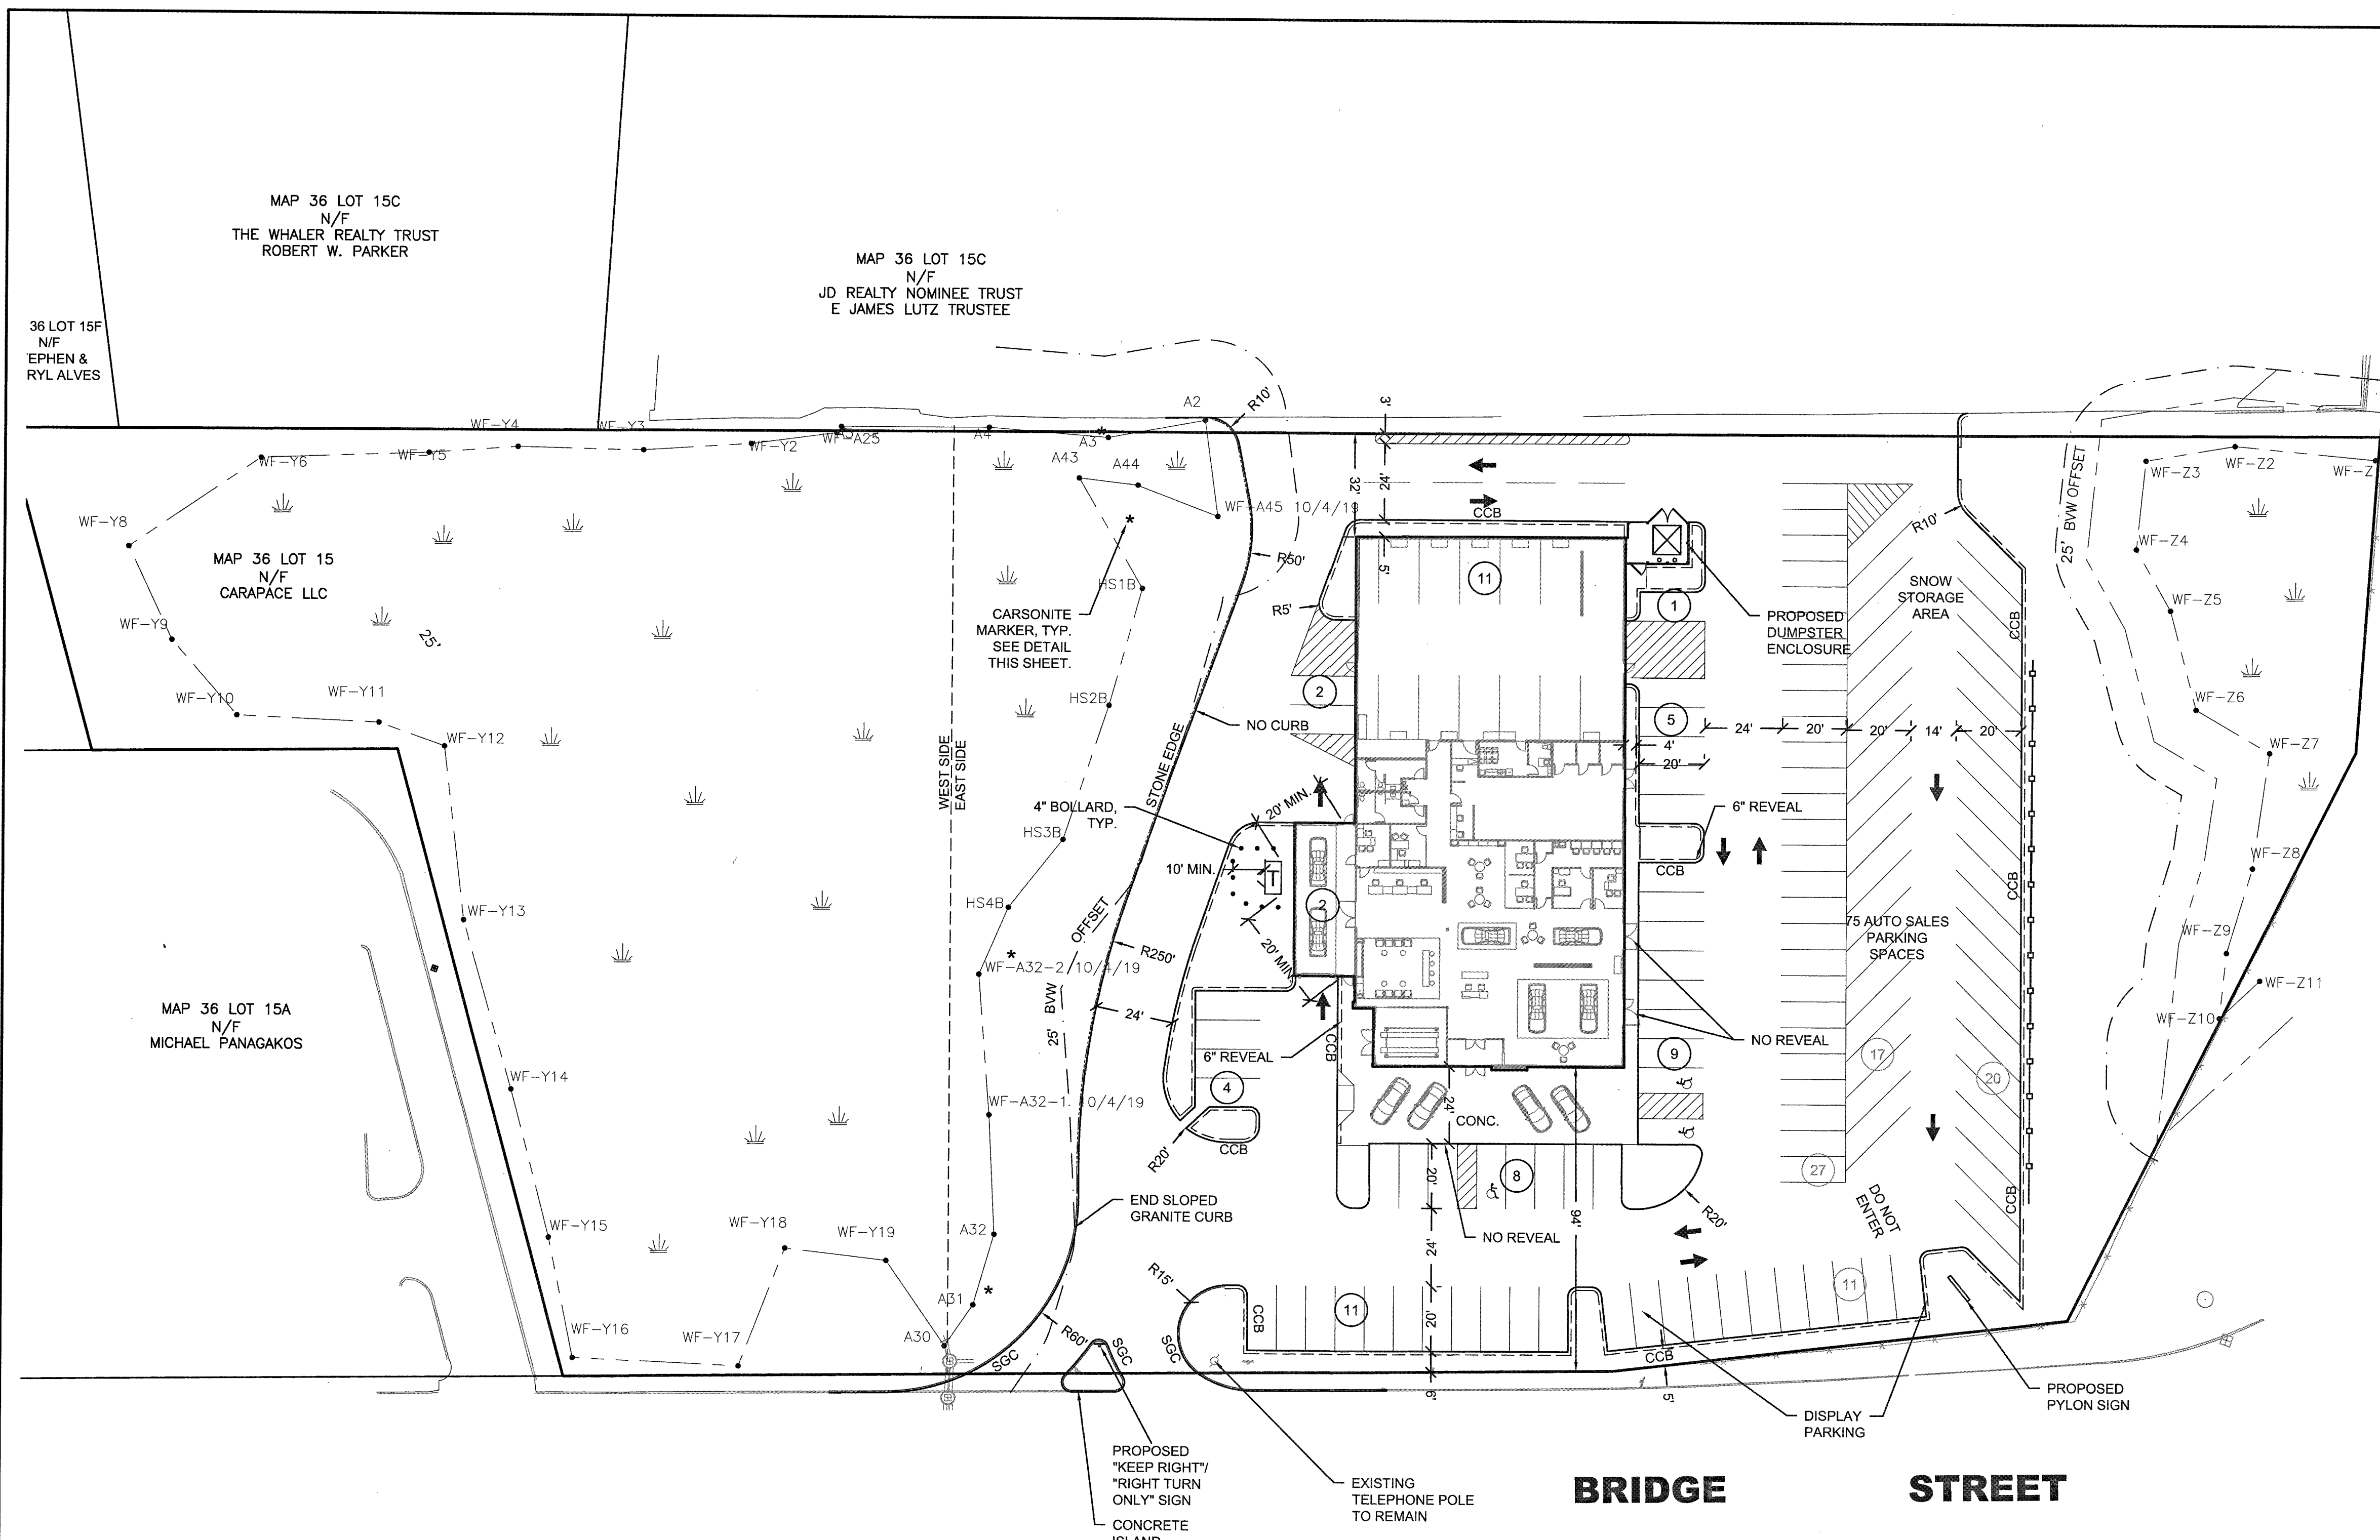 MAP 36 LOT 15C
N/F
THE WHALER REALTY TRUST
ROBERT W. PARKER
MAP 36 LOT 15C
N/F
JD REALTY NOMINEE TRUST
E JAMES LUTZ TRUSTEE
36 LOT 15F
N/F
EPHEN &
RYL ALVES
A2
R10'
3'
WF-Y4
WF-Y3
WF-Y6
WF-Y5
WF-Y2
A25
A4
A3
A43
A44
WF-A45 10/4/19
32'
24'
CCB
5'
R50'
R5'
11
WF-Y8
MAP 36 LOT 15
N/F
CARAPACE LLC
25'
WF-Y9
WF-Y10
WF-Y11
WF-Y12
WF-Y13
WF-Y14
WF-Y15
WF-Y16
WF-Y17
WF-Y18
WF-Y19
MAP 36 LOT 15A
N/F
MICHAEL PANAGAKOS
WEST SIDE
EAST SIDE
CARSONITE
MARKER, TYP.
SEE DETAIL
THIS SHEET.
HS1B
HS2B
HS3B
HS4B
WF-A32-2/10/4/19
WF-A32-1
0/4/19
A32
A31
A30
NO CURB
STONE EDGE
25' BVW OFFSET
R250'
24'
4" BOLLARD,
TYP.
20' MIN.
10' MIN.
T
20' MIN.
2
2
6" REVEAL
CCB
4
R20'
CCB
END SLOPED
GRANITE CURB
R15'
R60'
SGC
SGC
SGC
CCB
1
PROPOSED
DUMPSTER
ENCLOSURE
5
4'
20'
24'
20'
20'
14'
20'
6" REVEAL
CCB
NO REVEAL
9
24'
CONC.
20'
8
NO REVEAL
94'
R20'
24'
11
20'
6'
R10'
SNOW
STORAGE
AREA
CCB
CCB
CCB
75 AUTO SALES
PARKING
SPACES
17
20
27
DO NOT
ENTER
11
CCB
5'
DISPLAY
PARKING
PROPOSED
PYLON SIGN
25' BVW OFFSET
WF-Z3
WF-Z2
WF-Z
WF-Z4
WF-Z5
WF-Z6
WF-Z7
WF-Z8
WF-Z9
WF-Z11
WF-Z10
PROPOSED
"KEEP RIGHT"/
"RIGHT TURN
ONLY" SIGN
CONCRETE
ISLAND
EXISTING
TELEPHONE POLE
TO REMAIN
BRIDGE STREET